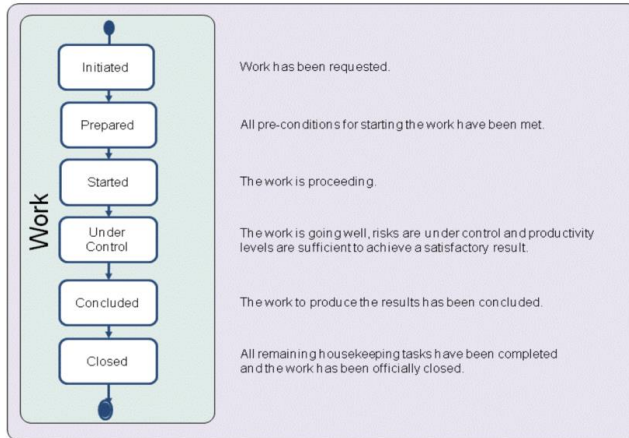 Work
Initiated
Work has been requested.
Prepared
All pre-conditions for starting the work have been met.
Started
The work is proceeding.
Under
Control
The work is going well, risks are under control and productivity
levels are sufficient to achieve a satisfactory result.
Concluded
The work to produce the results has been concluded.
Closed
All remaining housekeeping tasks have been completed
and the work has been officially closed.